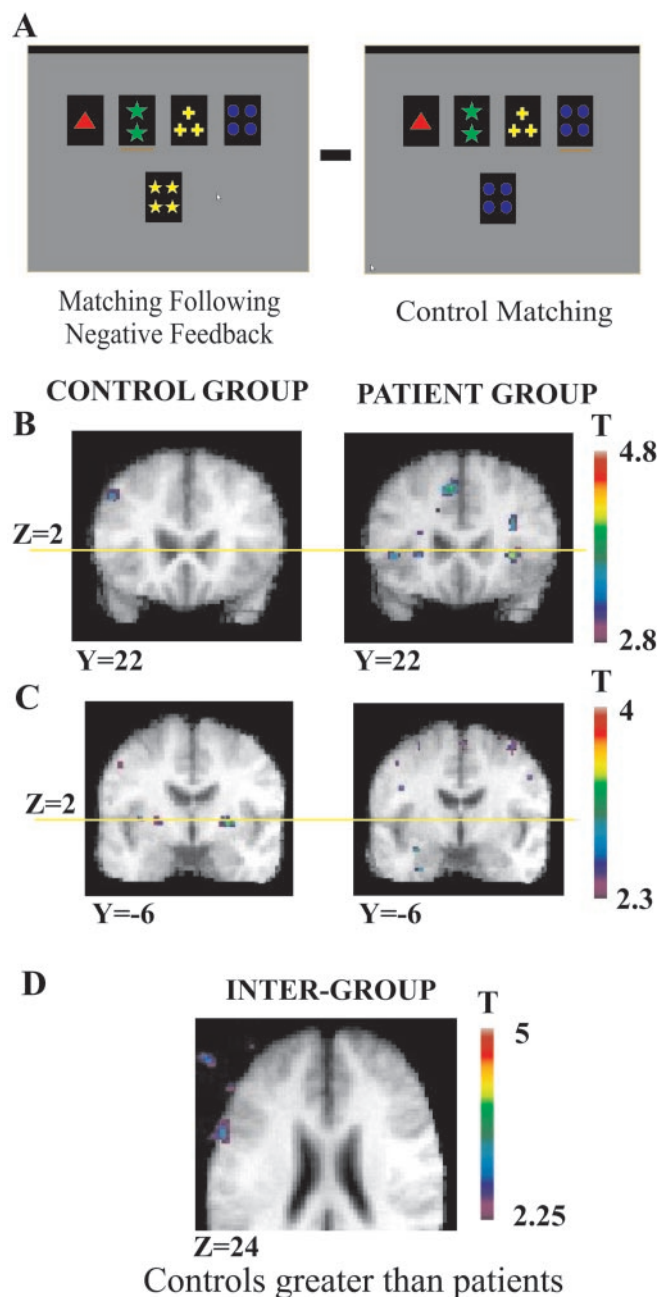 A
Matching Following
Negative Feedback
Control Matching
CONTROL GROUP
PATIENT GROUP
B
T
4.8
Z=2
2.8
Y=22
Y=22
C
T
4
Z=2
2.3
Y=-6
Y=-6
D
INTER-GROUP
T
5
2.25
Z=24
Controls greater than patients